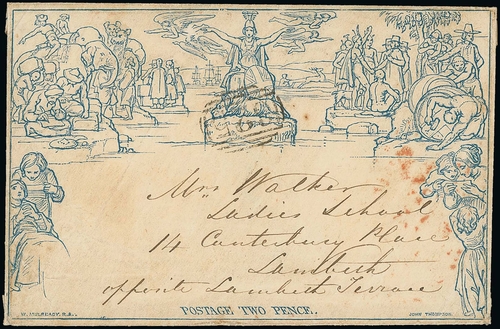 Mrs Walker
Ladies School
14 Canterbury Place
Lambeth
opposite Lambeth Terrace
POSTAGE TWO PENCE.
W. MULREADY. R.A.
JOHN THOMPSON